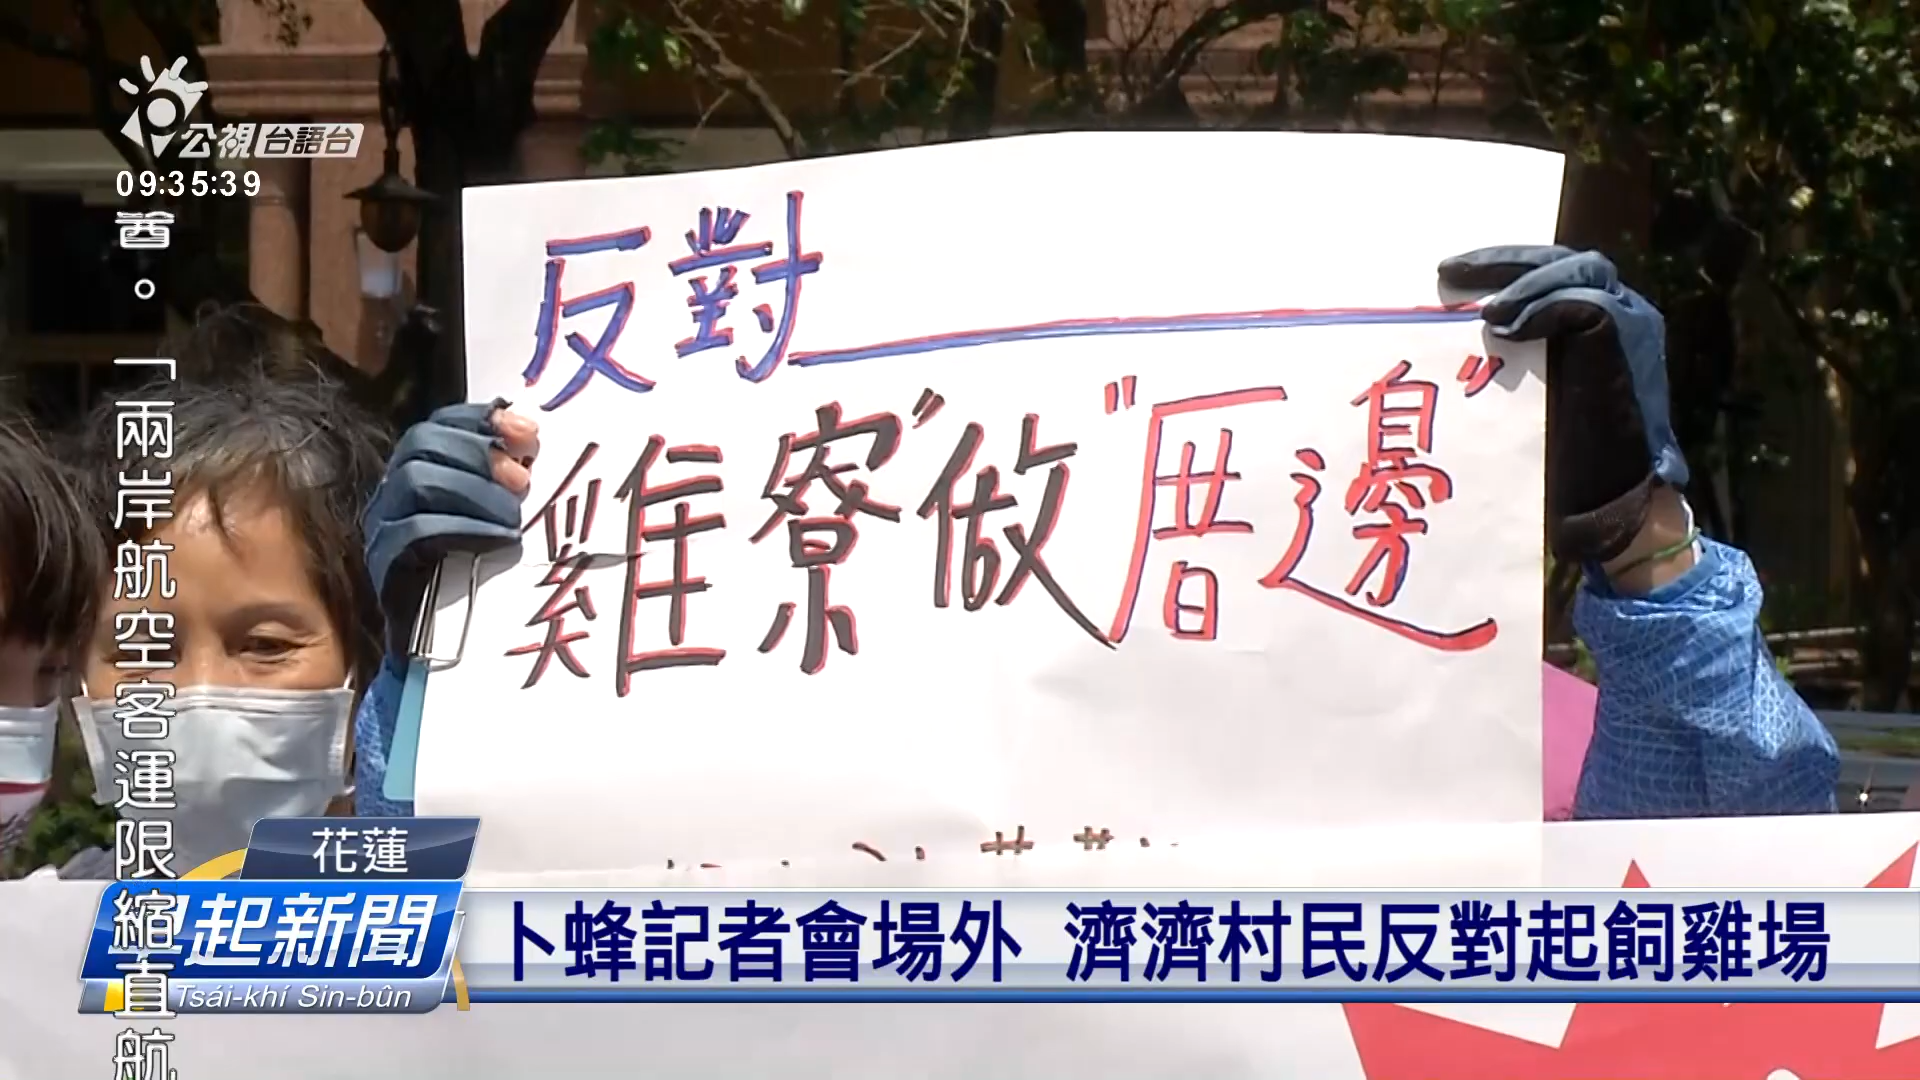 公視台語台
09:35:39
。「兩岸航空客運限縮直航
反對
雞寮"做"厝邊"
花蓮
早起新聞
Tsái-khí Sin-bûn
卜蜂記者會場外 濟濟村民反對起飼雞場